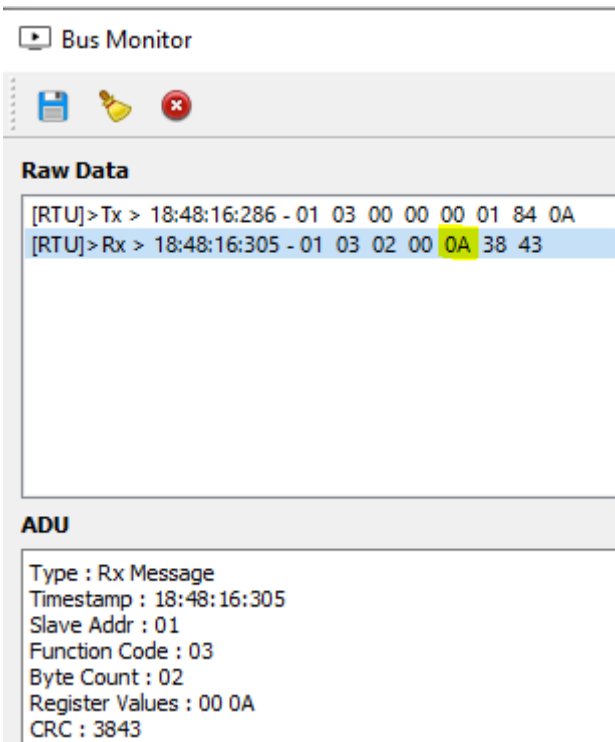 Bus Monitor
Raw Data
[RTU]>Tx > 18:48:16:286 - 01 03 00 00 00 01 84 0A
[RTU]>Rx > 18:48:16:305 - 01 03 02 00 0A 38 43
ADU
Type : Rx Message
Timestamp : 18:48:16:305
Slave Addr : 01
Function Code : 03
Byte Count : 02
Register Values : 00 0A
CRC : 3843